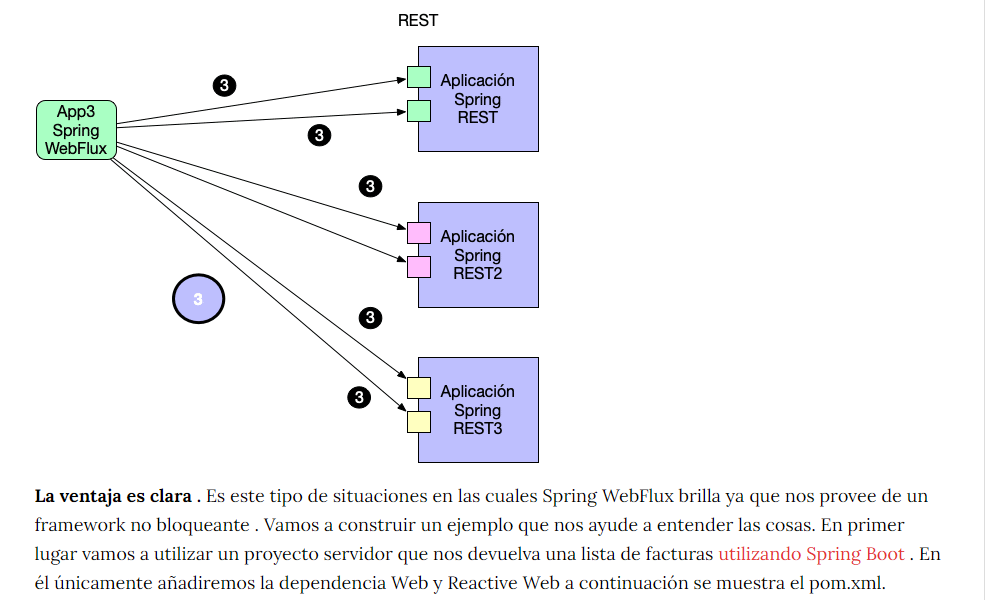 REST
3
Aplicación
Spring
REST
App3
Spring
WebFlux
3
3
Aplicación
Spring
REST2
3
3
3
Aplicación
Spring
REST3
La ventaja es clara . Es este tipo de situaciones en las cuales Spring WebFlux brilla ya que nos provee de un
framework no bloqueante . Vamos a construir un ejemplo que nos ayude a entender las cosas. En primer
lugar vamos a utilizar un proyecto servidor que nos devuelva una lista de facturas utilizando Spring Boot . En
él únicamente añadiremos la dependencia Web y Reactive Web a continuación se muestra el pom.xml.